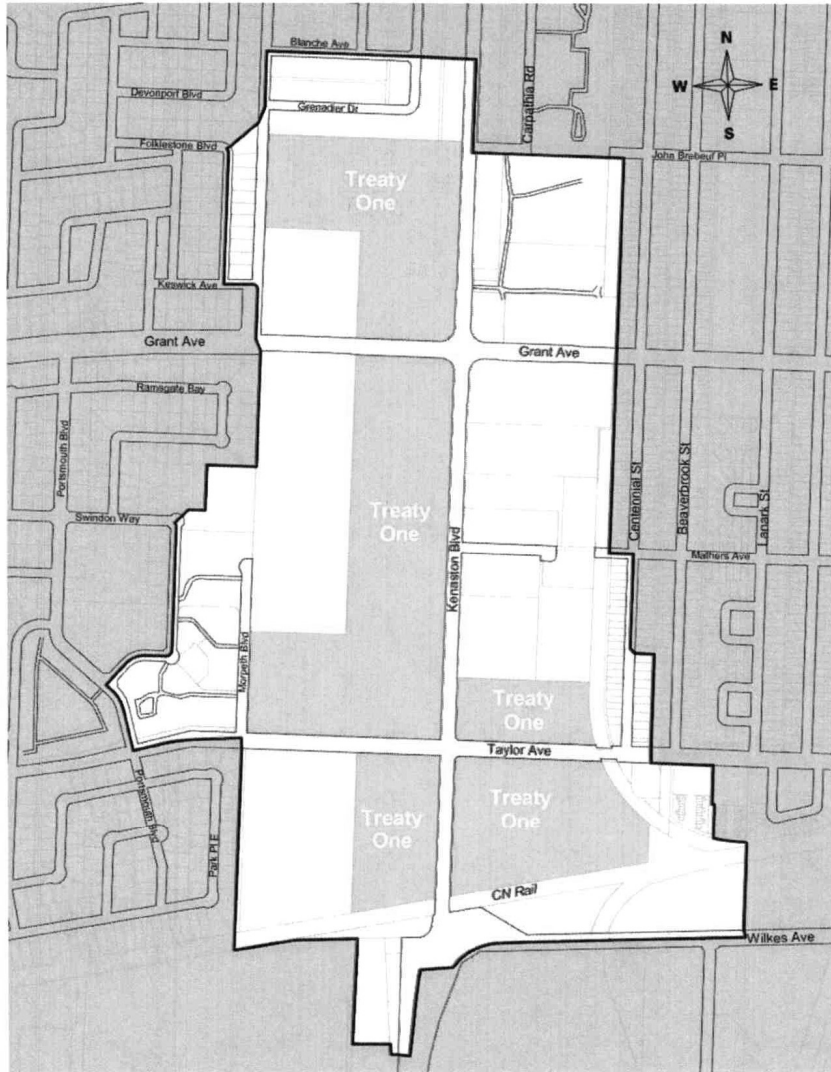 Blanche Ave
N
W E
S
Devonport Blvd
Grenadier Dr
Carpathia Rd
Folklestone Blvd
John Brebeuf Pl
Treaty
One
Keswick Ave
Grant Ave
Grant Ave
Ramsgate Bay
Portsmouth Blvd
Centennial St
Beaverbrook St
Lanark St
Treaty
One
Swindon Way
Kenaston Blvd
Mathers Ave
Morpeth Blvd
Treaty
One
Taylor Ave
Portsmouth Blvd
Park Pl E
Treaty
One
Treaty
One
CN Rail
Wilkes Ave